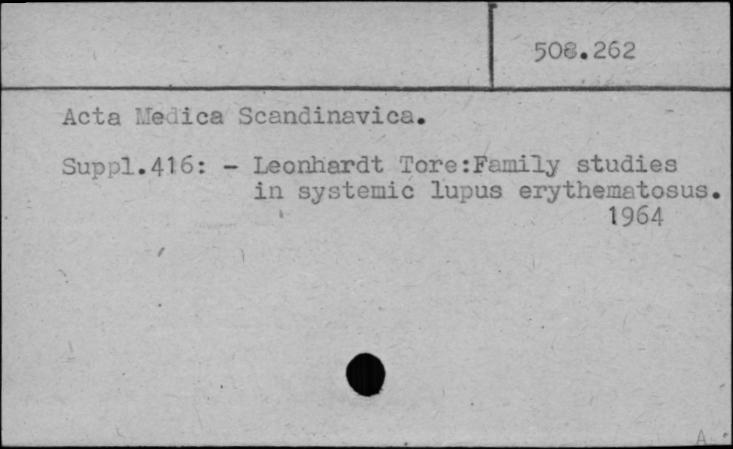 508.262
Acta Medica Scandinavica.
Suppl.416: - Leonhardt Tore:Family studies
in systemic lupus erythematosus.
1964
A.